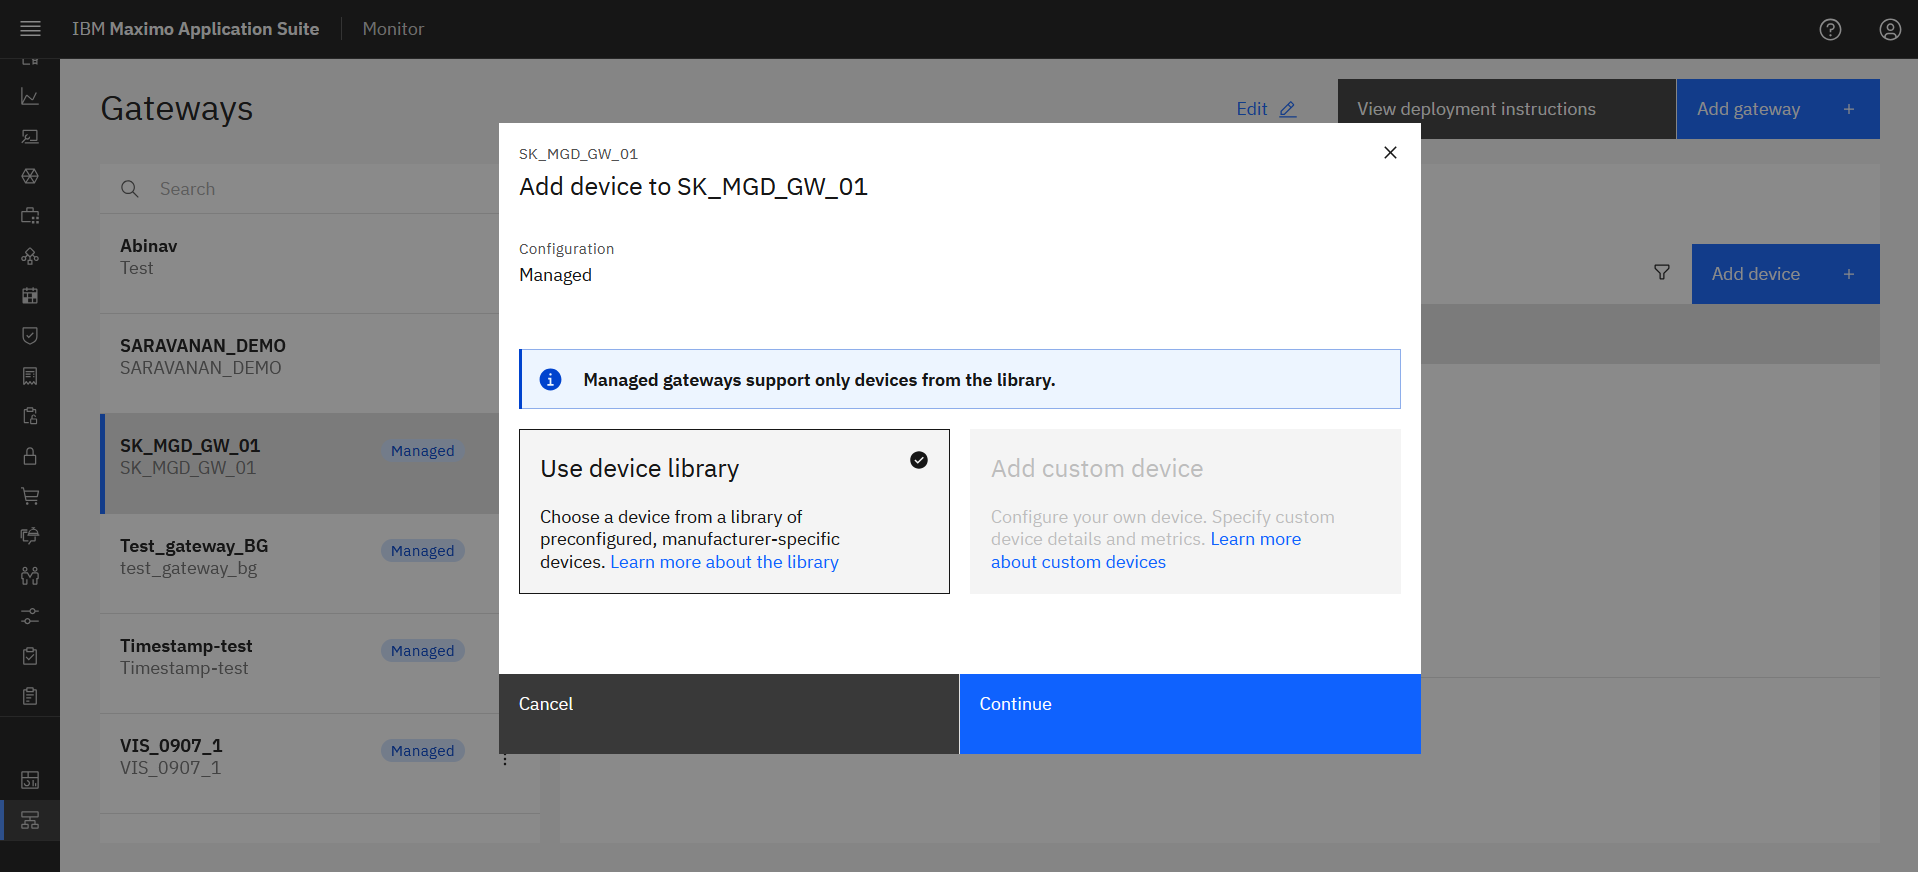 IBM Maximo Application Suite
Monitor
Gateways
Edit
View deployment instructions
Add gateway
Search
Abinav
Test
SARAVANAN_DEMO
SARAVANAN_DEMO
SK_MGD_GW_01
Managed
SK_MGD_GW_01
Test_gateway_BG
Managed
test_gateway_bg
Timestamp-test
Managed
Timestamp-test
VIS_0907_1
Managed
VIS_0907_1
Add device
SK_MGD_GW_01
Add device to SK_MGD_GW_01
Configuration
Managed
Managed gateways support only devices from the library.
Use device library
Choose a device from a library of
preconfigured, manufacturer-specific
devices. Learn more about the library
Add custom device
Configure your own device. Specify custom
device details and metrics. Learn more
about custom devices
Cancel
Continue